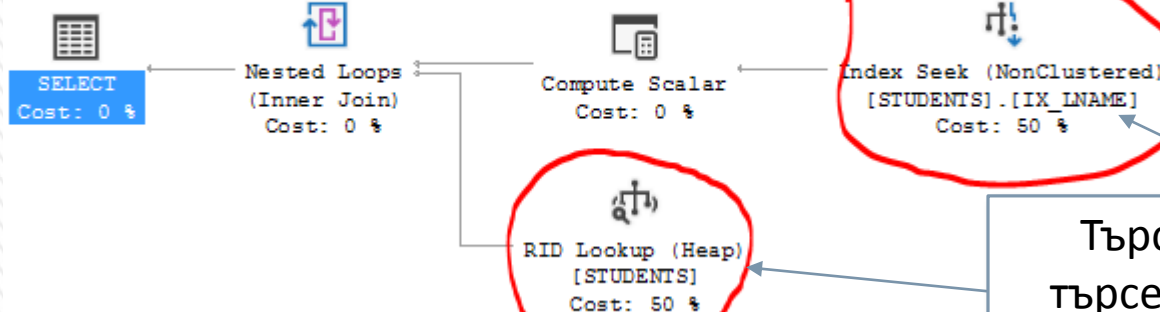 SELECT
Cost: 0 %
Nested Loops
(Inner Join)
Cost: 0 %
Compute Scalar
Cost: 0 %
Index Seek (NonClustered)
[STUDENTS].[IX_LNAME]
Cost: 50 %
RID Lookup (Heap)
[STUDENTS]
Cost: 50 %